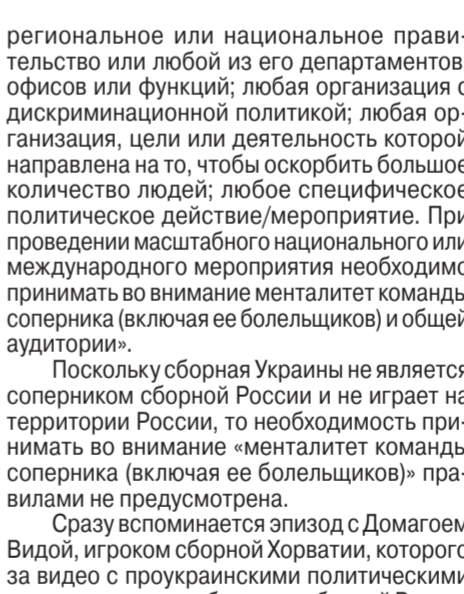 региональное или национальное прави-
тельство или любой из его департаментов
офисов или функций; любая организация с
дискриминационной политикой; любая ор-
ганизация, цели или деятельность которой
направлена на то, чтобы оскорбить большое
количество людей; любое специфическое
политическое действие/мероприятие. При
проведении масштабного национального или
международного мероприятия необходимо
принимать во внимание менталитет команды
соперника (включая ее болельщиков) и общей
аудитории».
Поскольку сборная Украины не является
соперником сборной России и не играет на
территории России, то необходимость при-
нимать во внимание «менталитет команды
соперника (включая ее болельщиков)» пра-
вилами не предусмотрена.
Сразу вспоминается эпизод с Домагоем
Видой, игроком сборной Хорватии, которого
за видео с проукраинскими политическими